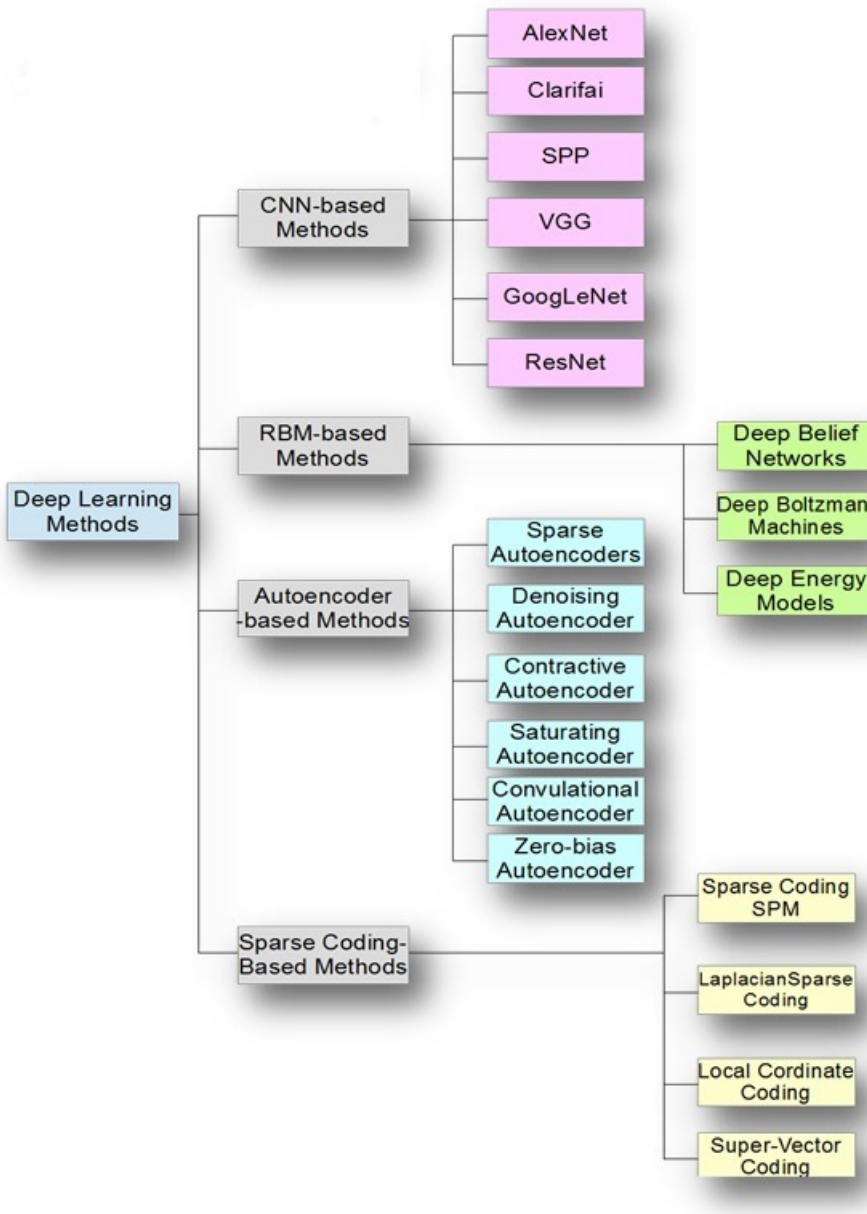 AlexNet
Clarifai
SPP
CNN-based
Methods
VGG
GoogLeNet
ResNet
RBM-based
Methods
Deep Belief
Networks
Deep Learning
Methods
Deep Boltzman
Machines
Deep Energy
Models
Autoencoder
-based Methods
Sparse
Autoencoders
Denoising
Autoencoder
Contractive
Autoencoder
Saturating
Autoencoder
Convulational
Autoencoder
Zero-bias
Autoencoder
Sparse Coding-
Based Methods
Sparse Coding
SPM
LaplacianSparse
Coding
Local Cordinate
Coding
Super-Vector
Coding